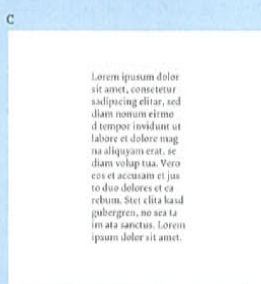 C
Lorem ipusum dolor
sit amet, consetetur
sadipscing elitar, sed
diam nonum eirmo
d tempor invidunt ut
labore et dolore mag
na aliquyam erat, se
diam volup tua. Vero
eos et accusam et jus
to duo dolores et ea
rebum. Stet clita kasd
gubergren, no sea ta
im ata sanctus. Lorem
ipsum dolor sit amet.